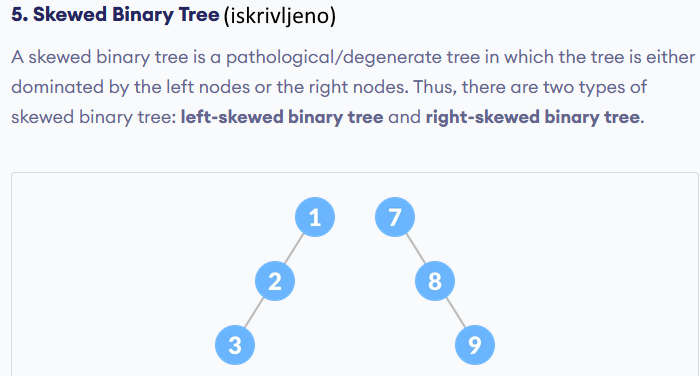 5. Skewed Binary Tree (iskrivljeno)
A skewed binary tree is a pathological/degenerate tree in which the tree is either
dominated by the left nodes or the right nodes. Thus, there are two types of
skewed binary tree: left-skewed binary tree and right-skewed binary tree.
1 7
2 8
3 9